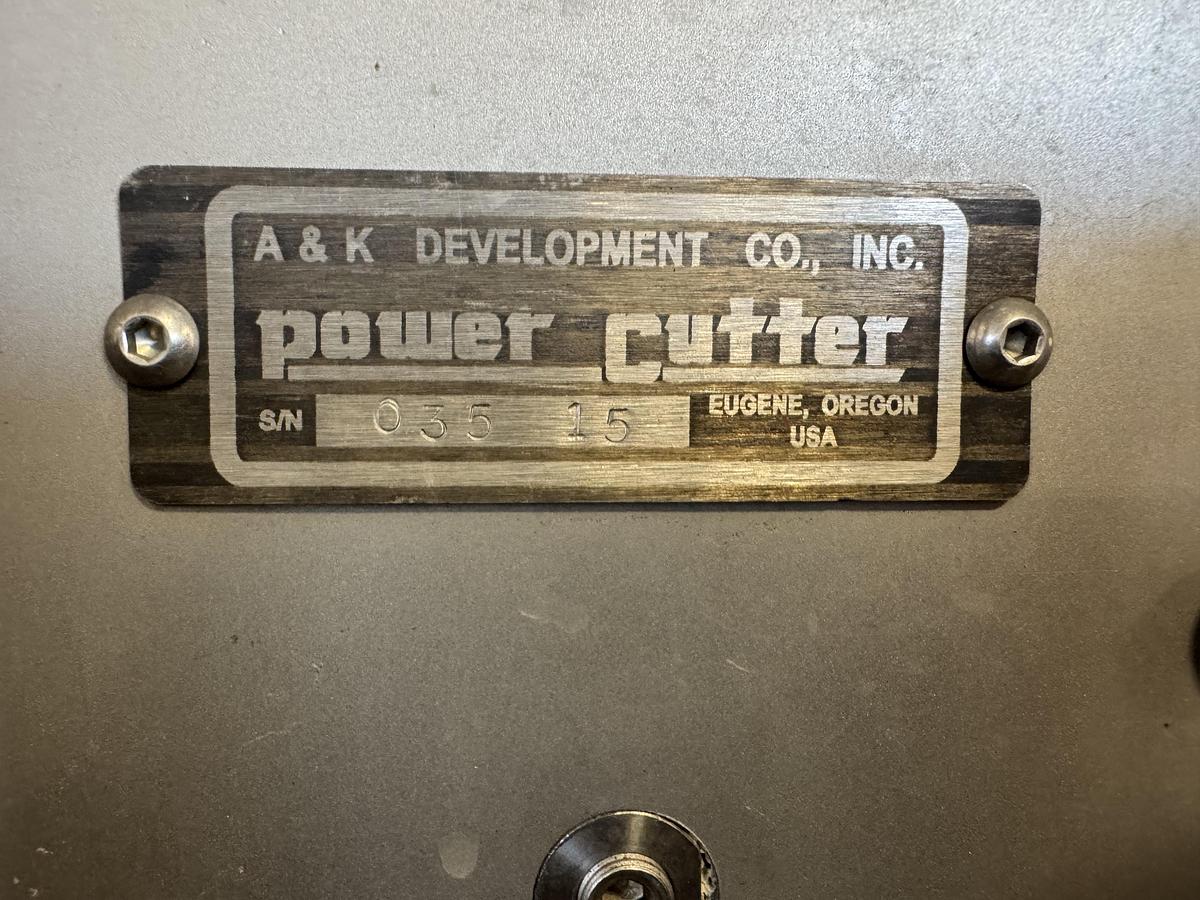 A & K DEVELOPMENT CO., INC.
power cutter
S/N 035 15
EUGENE, OREGON
USA